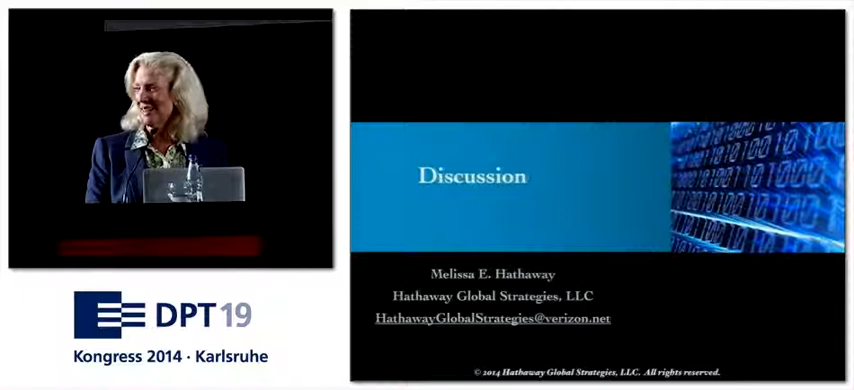 DPT 19
Kongress 2014 · Karlsruhe
Discussion
Melissa E. Hathaway
Hathaway Global Strategies, LLC
HathawayGlobalStrategies@verizon.net
© 2014 Hathaway Global Strategies, LLC. All rights reserved.